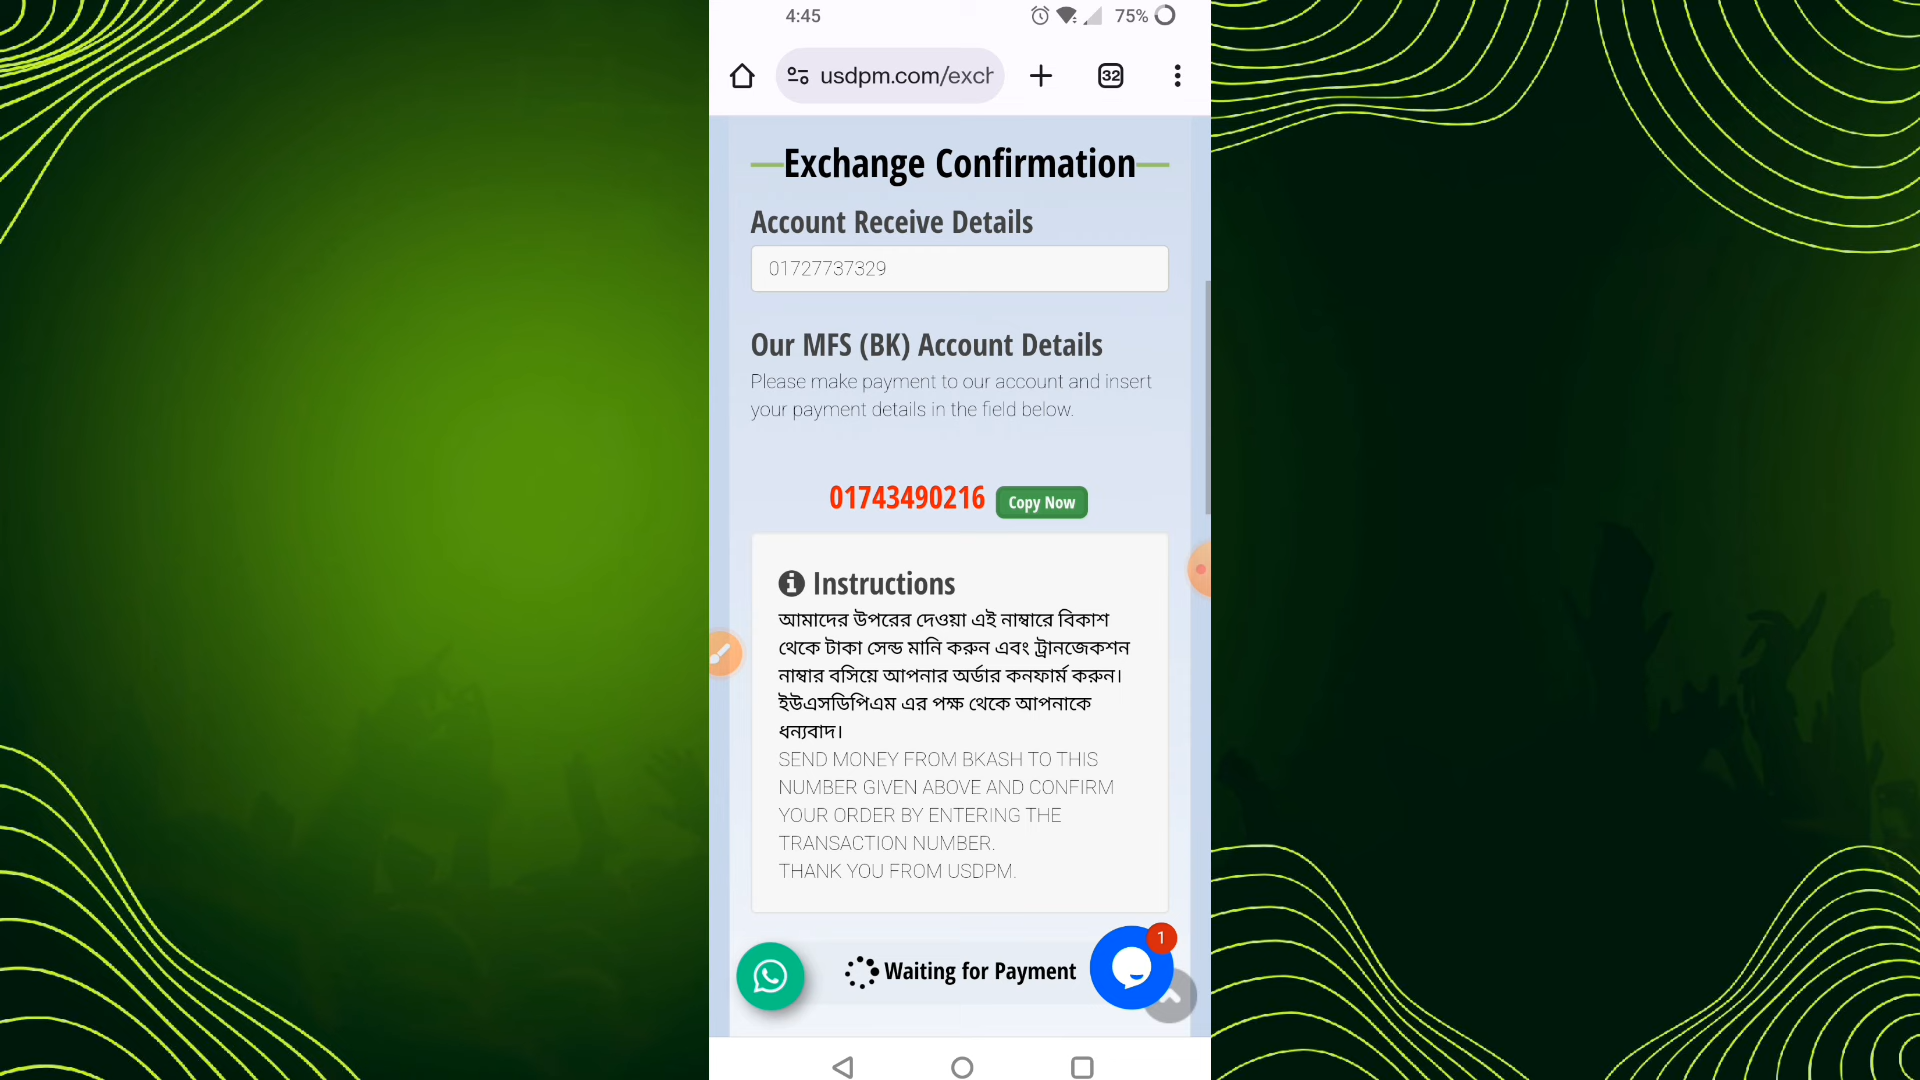 4:45
75%
usdpm.com/exch
32
Exchange Confirmation
Account Receive Details
01727737329
Our MFS (BK) Account Details
Please make payment to our account and insert
your payment details in the field below.
01743490216 Copy Now
Instructions
আমাদের উপরের দেওয়া এই নাম্বারে বিকাশ
থেকে টাকা সেন্ড মানি করুন এবং ট্রানজেকশন
নাম্বার বসিয়ে আপনার অর্ডার কনফার্ম করুন।
ইউএসডিপিএম এর পক্ষ থেকে আপনাকে
ধন্যবাদ।
SEND MONEY FROM BKASH TO THIS
NUMBER GIVEN ABOVE AND CONFIRM
YOUR ORDER BY ENTERING THE
TRANSACTION NUMBER.
THANK YOU FROM USDPM.
1
Waiting for Payment